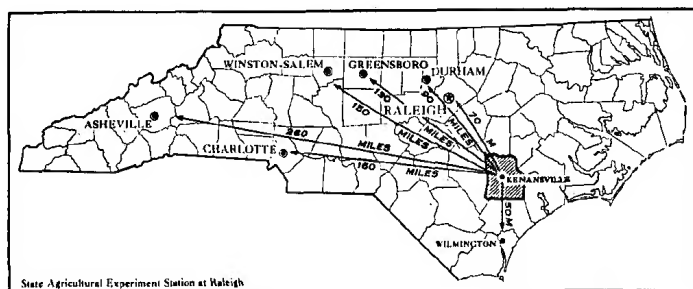 WINSTON-SALEM
GREENSBORO
DURHAM
RALEIGH
ASHEVILLE
CHARLOTTE
260 MILES
160 MILES
150 MILES
MILES
MILES
70 M
KENANSVILLE
50 M
WILMINGTON
State Agricultural Experiment Station at Raleigh